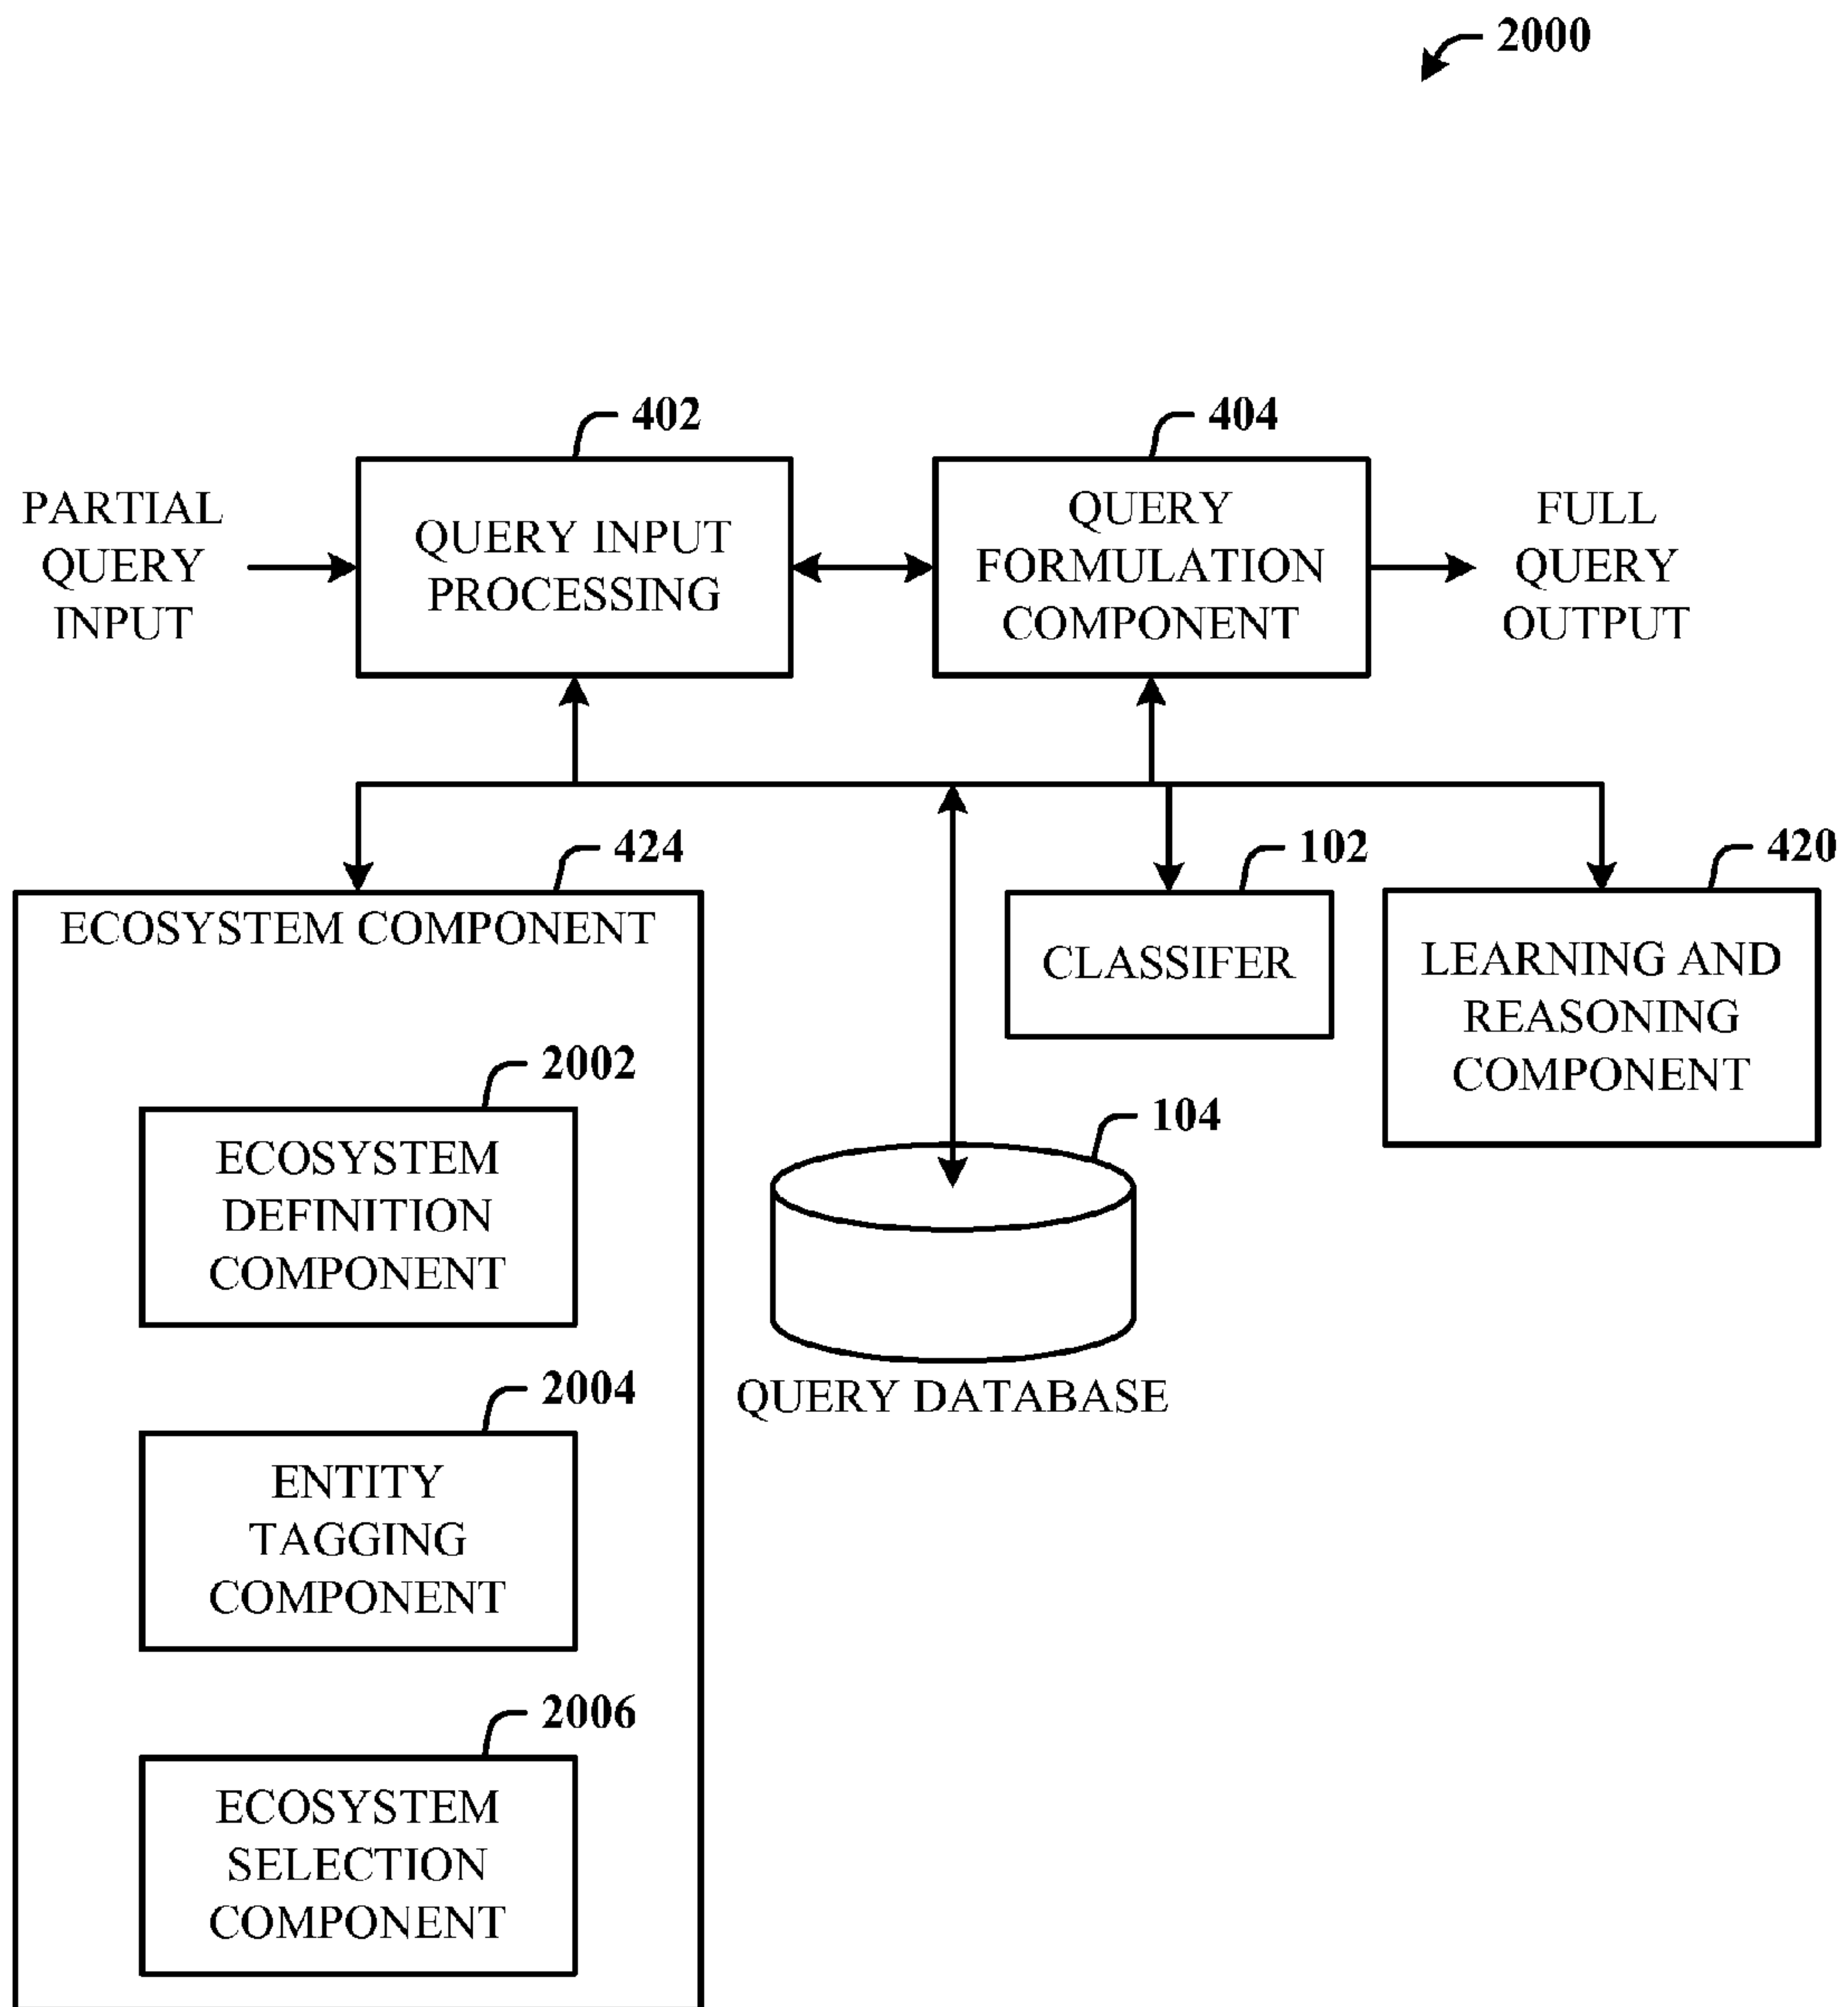 2000
402
404
PARTIAL
QUERY
INPUT
QUERY INPUT
PROCESSING
QUERY
FORMULATION
COMPONENT
FULL
QUERY
OUTPUT
424
102
420
ECOSYSTEM COMPONENT
CLASSIFER
LEARNING AND
REASONING
COMPONENT
2002
ECOSYSTEM
DEFINITION
COMPONENT
104
QUERY DATABASE
2004
ENTITY
TAGGING
COMPONENT
2006
ECOSYSTEM
SELECTION
COMPONENT